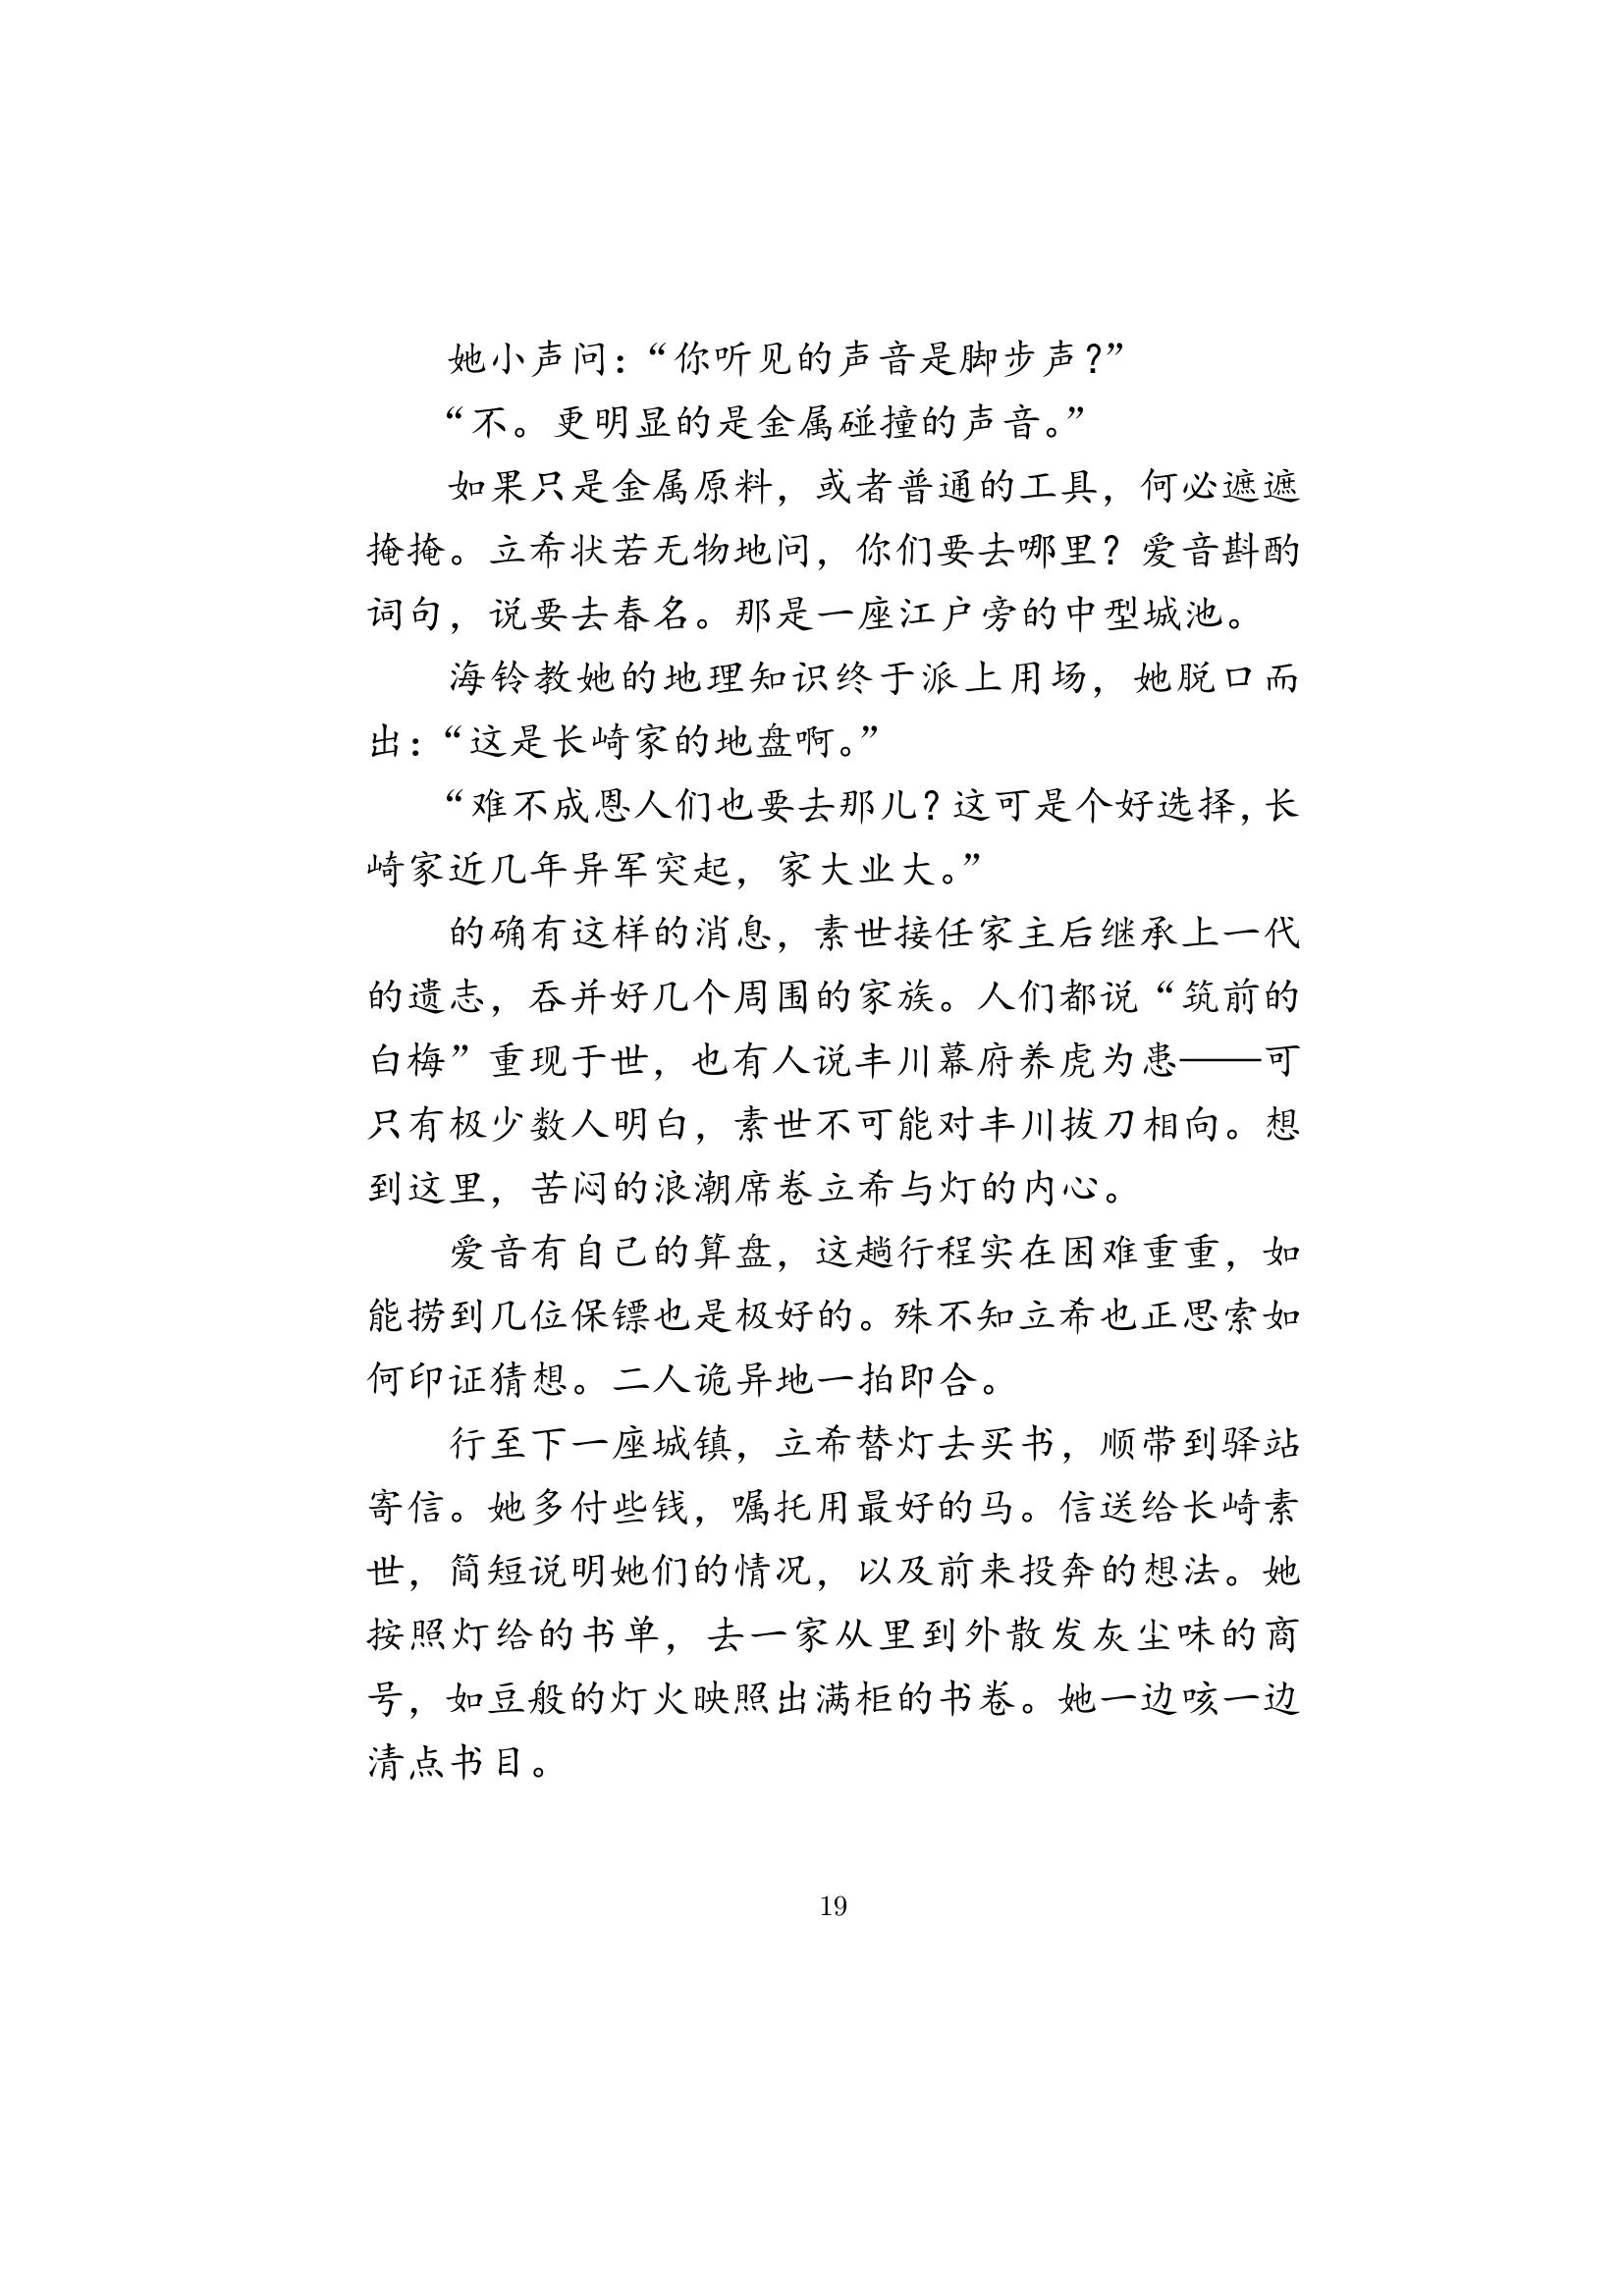 她小声问：“你听见的声音是脚步声？”
“不。更明显的是金属碰撞的声音。”
如果只是金属原料，或者普通的工具，何必遮遮
掩掩。立希状若无物地问，你们要去哪里？爱音斟酌
词句，说要去春名。那是一座江户旁的中型城池。
海铃教她的地理知识终于派上用场，她脱口而
出：“这是长崎家的地盘啊。”
“难不成恩人们也要去那儿？这可是个好选择，长
崎家近几年异军突起，家大业大。”
的确有这样的消息，素世接任家主后继承上一代
的遗志，吞并好几个周围的家族。人们都说“筑前的
白梅”重现于世，也有人说丰川幕府养虎为患——可
只有极少数人明白，素世不可能对丰川拔刀相向。想
到这里，苦闷的浪潮席卷立希与灯的内心。
爱音有自己的算盘，这趟行程实在困难重重，如
能捞到几位保镖也是极好的。殊不知立希也正思索如
何印证猜想。二人诡异地一拍即合。
行至下一座城镇，立希替灯去买书，顺带到驿站
寄信。她多付些钱，嘱托用最好的马。信送给长崎素
世，简短说明她们的情况，以及前来投奔的想法。她
按照灯给的书单，去一家从里到外散发灰尘味的商
号，如豆般的灯火映照出满柜的书卷。她一边咳一边
清点书目。
19